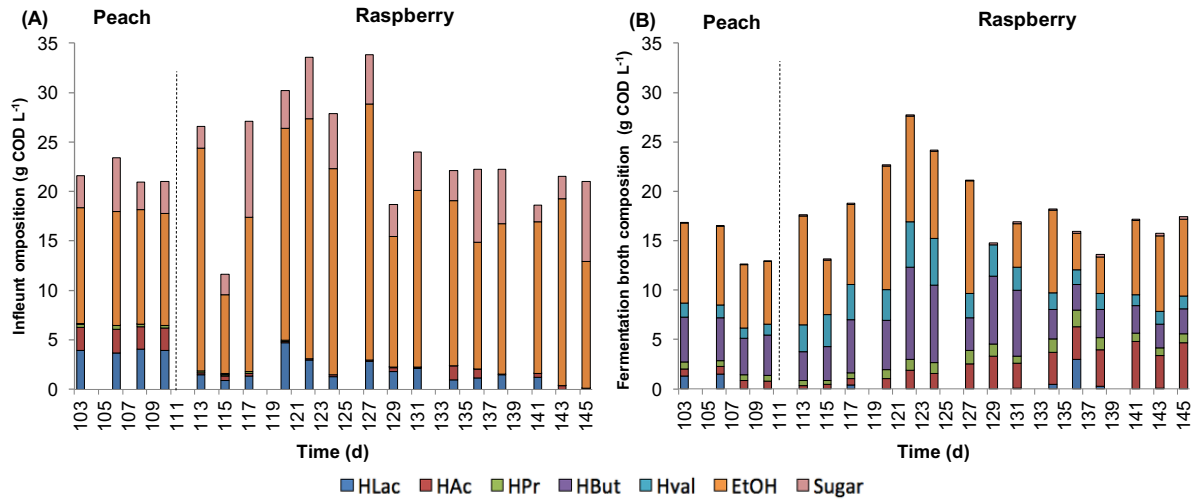 (A)
Peach
Raspberry
Infleunt omposition (g COD L-1)
35
30
25
20
15
10
5
0
103 105 107 109 111 113 115 117 119 121 123 125 127 129 131 133 135 137 139 141 143 145
Time (d)
(B)
Peach
Raspberry
Fermentation broth composition (g COD L-1)
35
30
25
20
15
10
5
0
103 105 107 109 111 113 115 117 119 121 123 125 127 129 131 133 135 137 139 141 143 145
Time (d)
HLac HAc HPr HBut Hval EtOH Sugar